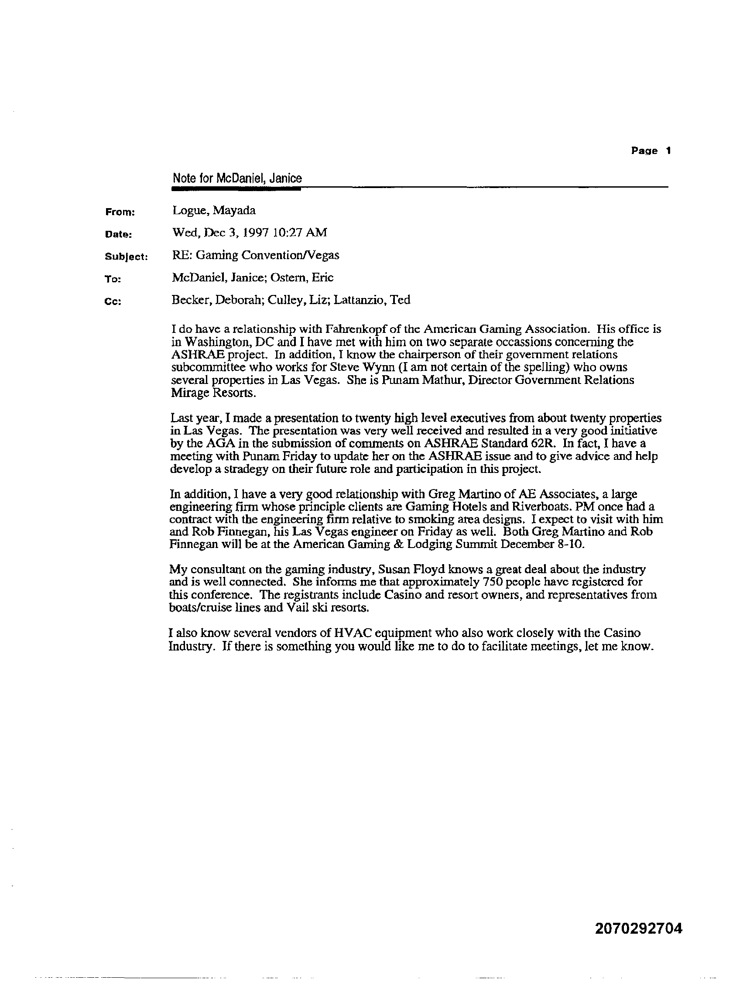 Page 1
Note for McDaniel, Janice
From: Logue, Mayada
Date: Wed, Dec 3, 1997 10:27 AM
Subject: RE: Gaming Convention/Vegas
To: McDaniel, Janice; Ostern, Eric
Cc: Becker, Deborah; Culley, Liz; Lattanzio, Ted
I do have a relationship with Fahrenkopf of the American Gaming Association. His office is
in Washington, DC and I have met with him on two separate occassions concerning the
ASHRAE project. In addition, I know the chairperson of their government relations
subcommittee who works for Steve Wynn (I am not certain of the spelling) who owns
several properties in Las Vegas. She is Punam Mathur, Director Government Relations
Mirage Resorts.
Last year, I made a presentation to twenty high level executives from about twenty properties
in Las Vegas. The presentation was very well received and resulted in a very good initiative
by the AGA in the submission of comments on ASHRAE Standard 62R. In fact, I have a
meeting with Punam Friday to update her on the ASHRAE issue and to give advice and help
develop a stradegy on their future role and participation in this project.
In addition, I have a very good relationship with Greg Martino of AE Associates, a large
engineering firm whose principle clients are Gaming Hotels and Riverboats. PM once had a
contract with the engineering firm relative to smoking area designs. I expect to visit with him
and Rob Finnegan, his Las Vegas engineer on Friday as well. Both Greg Martino and Rob
Finnegan will be at the American Gaming & Lodging Summit December 8-10.
My consultant on the gaming industry, Susan Floyd knows a great deal about the industry
and is well connected. She informs me that approximately 750 people have registered for
this conference. The registrants include Casino and resort owners, and representatives from
boats/cruise lines and Vail ski resorts.
I also know several vendors of HVAC equipment who also work closely with the Casino
Industry. If there is something you would like me to do to facilitate meetings, let me know.
2070292704